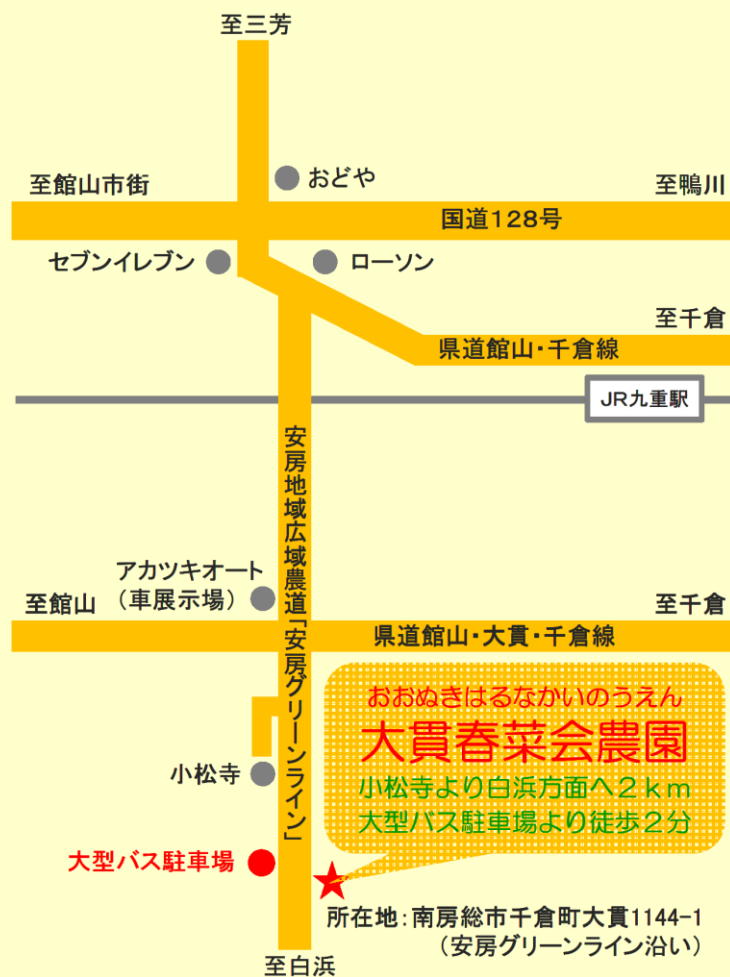 至三芳
おどや
至館山市街
至鴨川
国道128号
セブンイレブン
ローソン
至千倉
県道館山・千倉線
JR九重駅
安房地域広域農道「安房グリーンライン」
アカツキオート
（車展示場）
至館山
至千倉
県道館山・大貫・千倉線
おおぬきはるなかいのうえん
大貫春菜会農園
小松寺より白浜方面へ2km
大型バス駐車場より徒歩2分
小松寺
大型バス駐車場
所在地：南房総市千倉町大貫1144-1
（安房グリーンライン沿い）
至白浜